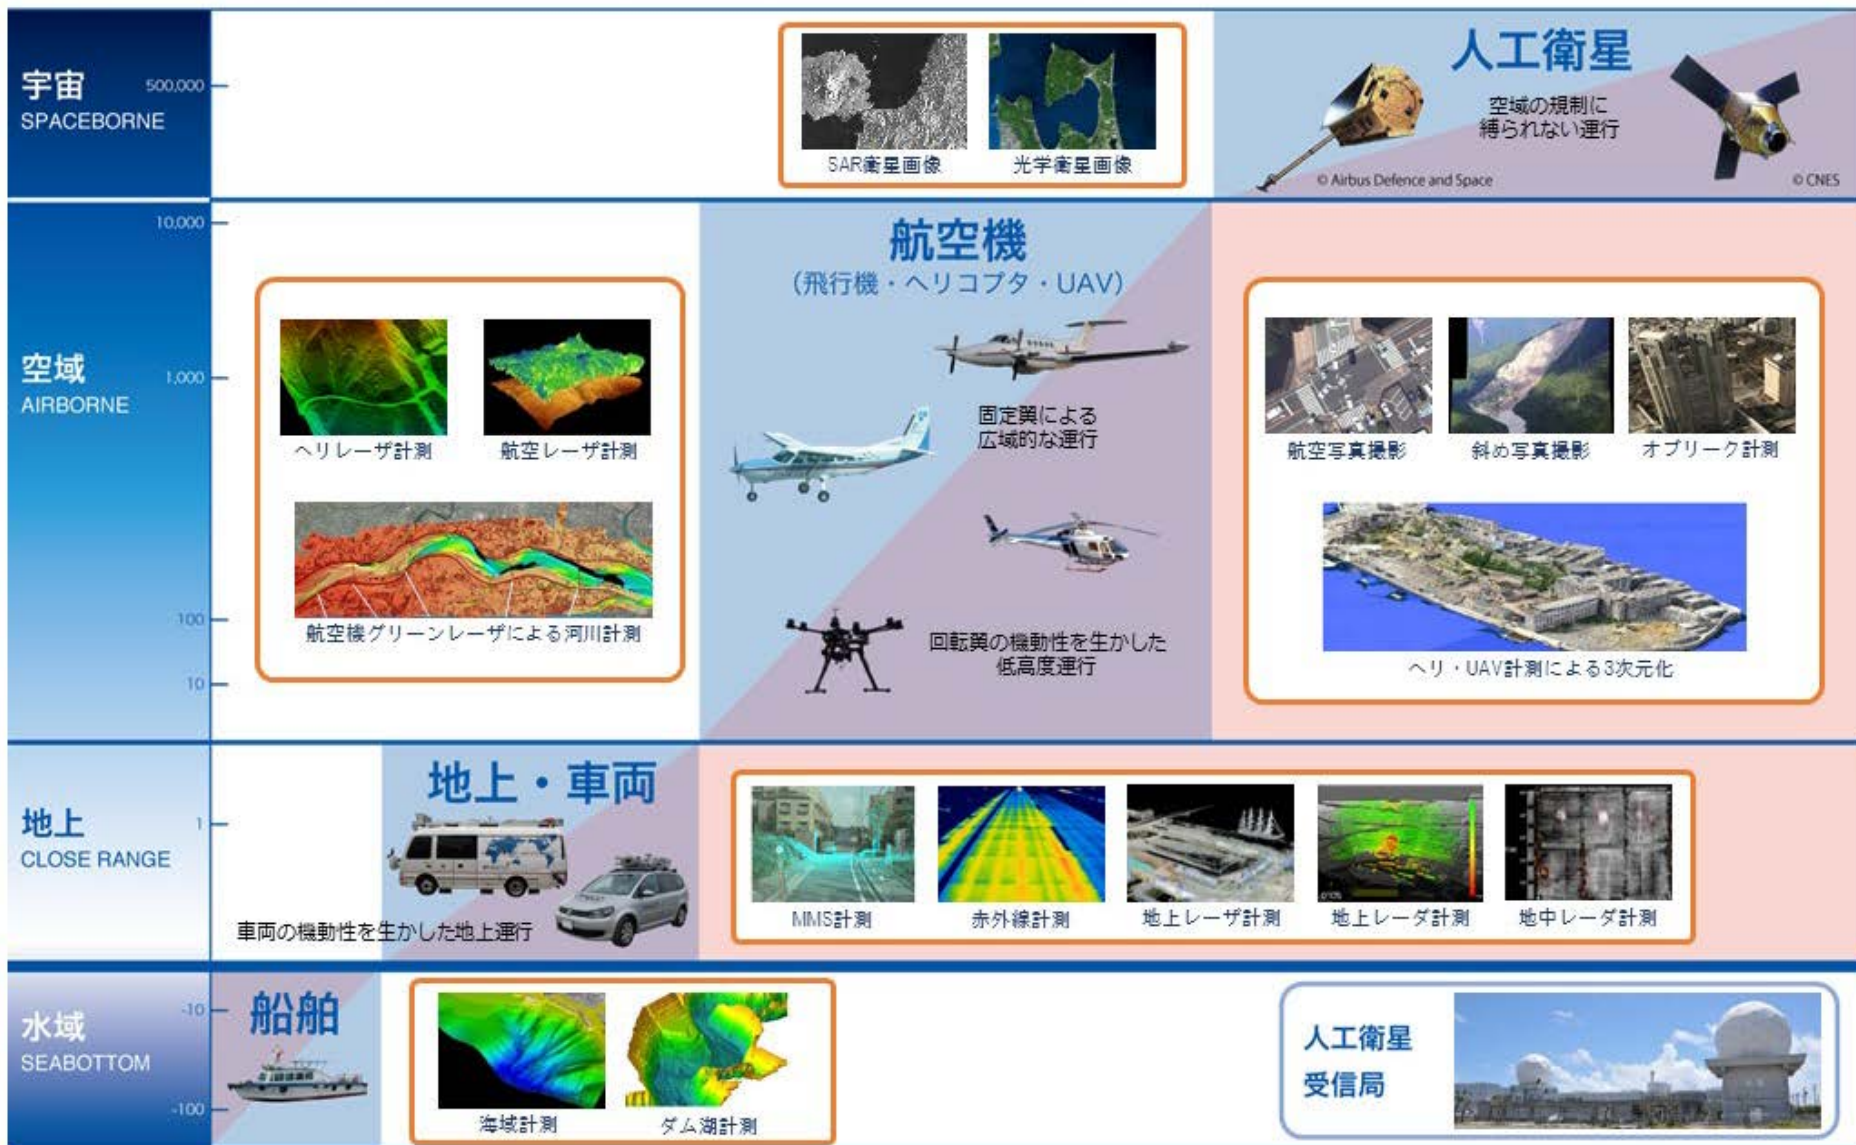 宇宙
SPACEBORNE
500,000
SAR衛星画像
光学衛星画像
人工衛星
空域の規制に
縛られない運行
© Airbus Defence and Space
© CNES
空域
AIRBORNE
10,000
1,000
100
10
ヘリレーザ計測
航空レーザ計測
航空機グリーンレーザによる河川計測
航空機
（飛行機・ヘリコプタ・UAV）
固定翼による
広域的な運行
回転翼の機動性を生かした
低高度運行
航空写真撮影
斜め写真撮影
オブリーク計測
ヘリ・UAV計測による3次元化
地上
CLOSE RANGE
1
地上・車両
車両の機動性を生かした地上運行
MMS計測
赤外線計測
地上レーザ計測
地上レーダ計測
地中レーダ計測
水域
SEABOTTOM
-10
-100
船舶
海域計測
ダム湖計測
人工衛星
受信局